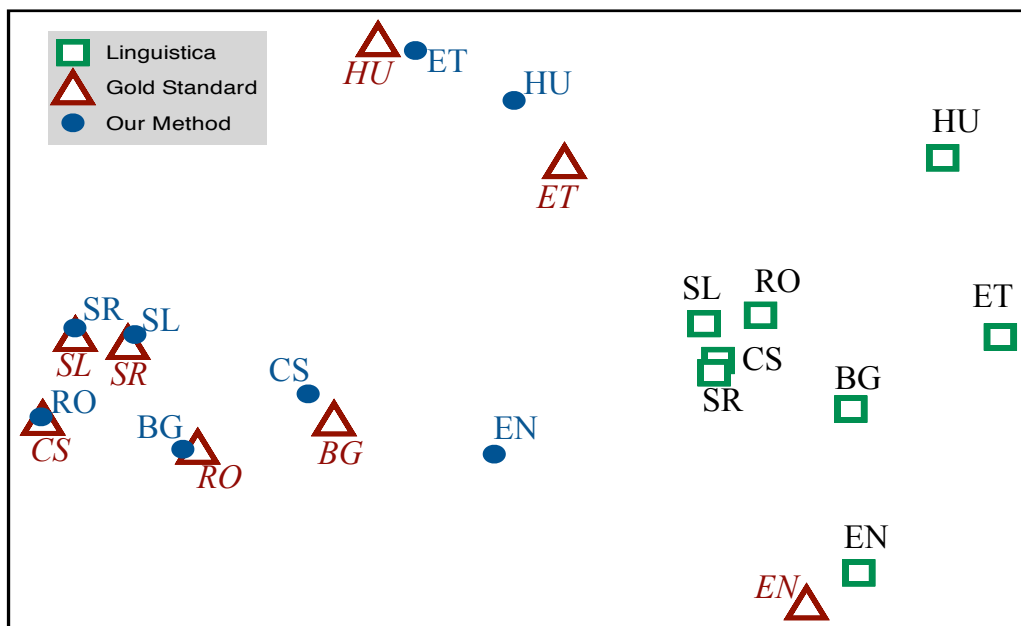 Linguistica
Gold Standard
Our Method
HU
ET
HU
ET
HU
SL
RO
ET
SR
SL
SL
SR
CS
SR
BG
CS
RO
CS
BG
RO
BG
EN
EN
EN